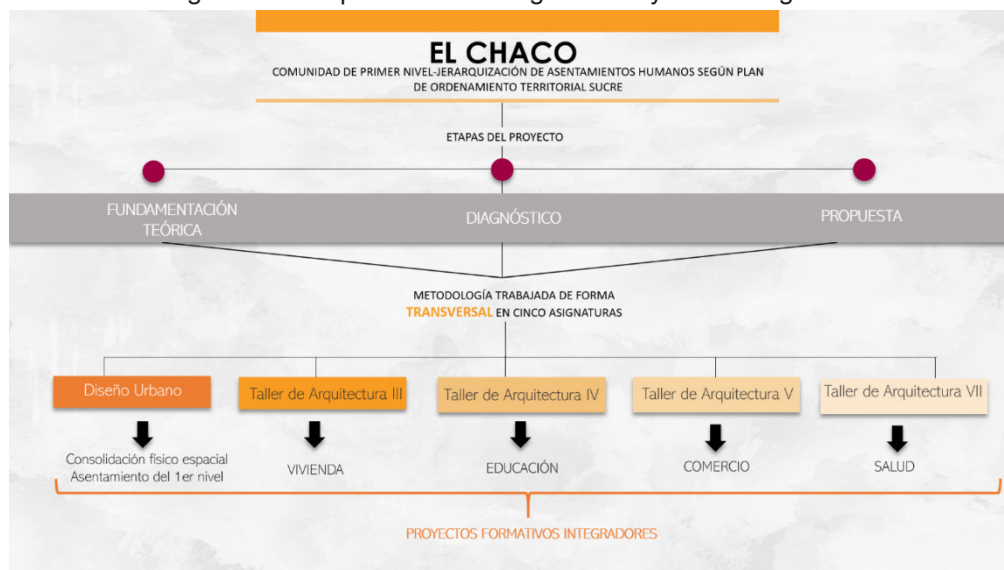 EL CHACO
COMUNIDAD DE PRIMER NIVEL-JERARQUIZACIÓN DE ASENTAMIENTOS HUMANOS SEGÚN PLAN
DE ORDENAMIENTO TERRITORIAL SUCRE
ETAPAS DEL PROYECTO
FUNDAMENTACIÓN
TEÓRICA
DIAGNÓSTICO
PROPUESTA
METODOLOGÍA TRABAJADA DE FORMA
TRANSVERSAL EN CINCO ASIGNATURAS
Diseño Urbano
Taller de Arquitectura III
Taller de Arquitectura IV
Taller de Arquitectura V
Taller de Arquitectura VII
Consolidación físico espacial
Asentamiento del 1er nivel
VIVIENDA
EDUCACIÓN
COMERCIO
SALUD
PROYECTOS FORMATIVOS INTEGRADORES